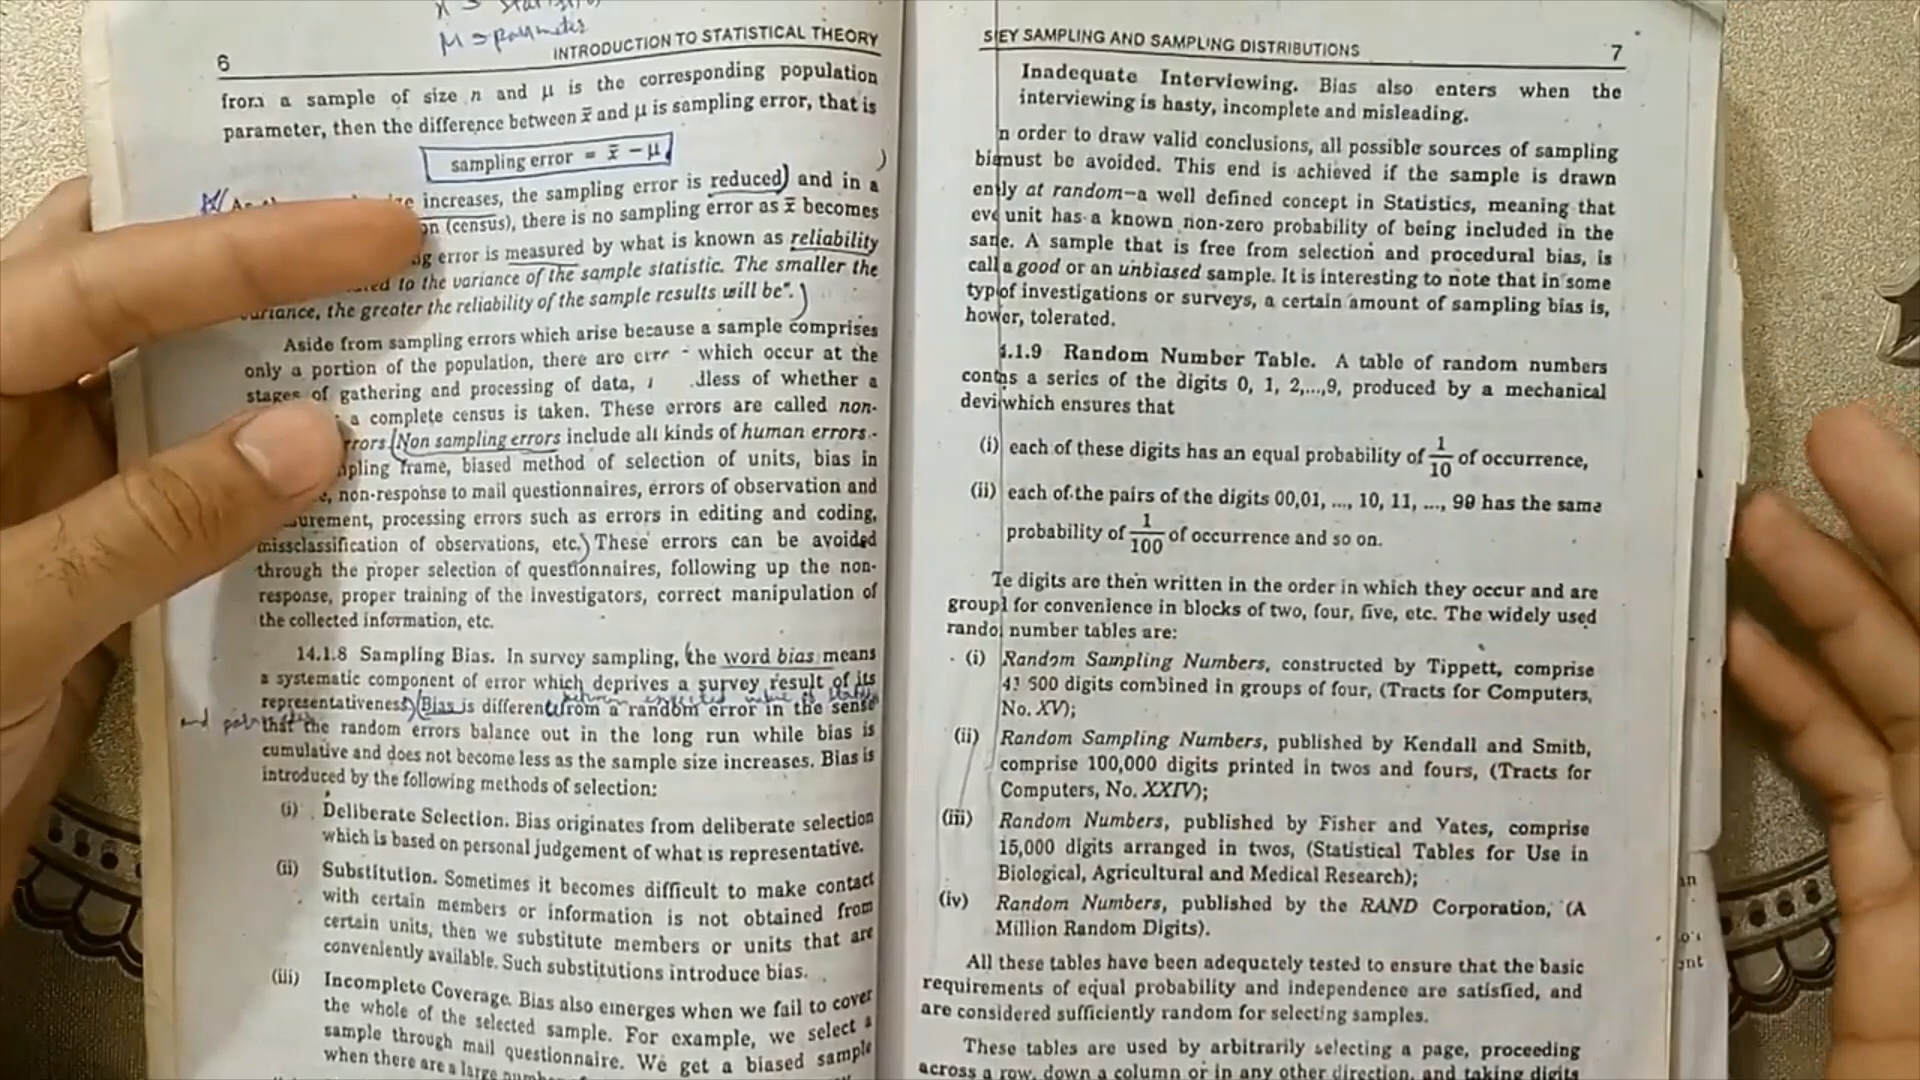 x → statistic
M → parameter
6
INTRODUCTION TO STATISTICAL THEORY
from a sample of size n and μ is the corresponding population
parameter, then the difference between x̄ and μ is sampling error, that is
sampling error = x̄ − μ
increases, the sampling error is reduced) and in a
(census), there is no sampling error as x̄ becomes
error is measured by what is known as reliability
to the variance of the sample statistic. The smaller the
variance, the greater the reliability of the sample results will be".)
Aside from sampling errors which arise because a sample comprises
only a portion of the population, there are which occur at the
stages of gathering and processing of data, of whether a
a complete census is taken. These errors are called non-
(Non sampling errors include all kinds of human errors-
frame, biased method of selection of units, bias in
non-response to mail questionnaires, errors of observation and
processing errors such as errors in editing and coding,
missclassification of observations, etc.) These errors can be avoided
through the proper selection of questionnaires, following up the non-
response, proper training of the investigators, correct manipulation of
the collected information, etc.
14.1.8 Sampling Bias. In survey sampling, (the word bias means
a systematic component of error which deprives a survey result of its
representativeness) (Bias is different from a random error in the sense
that the random errors balance out in the long run while bias is
cumulative and does not become less as the sample size increases. Bias is
introduced by the following methods of selection:
(i) Deliberate Selection. Bias originates from deliberate selection
which is based on personal judgement of what is representative.
(ii) Substitution. Sometimes it becomes difficult to make contact
with certain members or information is not obtained from
certain units, then we substitute members or units that are
conveniently available. Such substitutions introduce bias.
(iii) Incomplete Coverage. Bias also emerges when we fail to cover
the whole of the selected sample. For example, we select a
sample through mail questionnaire. We get a biased sample
when there are a large
SEY SAMPLING AND SAMPLING DISTRIBUTIONS
7
Inadequate Interviewing. Bias also enters when the
interviewing is hasty, incomplete and misleading.
n order to draw valid conclusions, all possible sources of sampling
must be avoided. This end is achieved if the sample is drawn
at random—a well defined concept in Statistics, meaning that
unit has a known non-zero probability of being included in the
A sample that is free from selection and procedural bias, is
call a good or an unbiased sample. It is interesting to note that in some
typ of investigations or surveys, a certain amount of sampling bias is,
tolerated.
.1.9 Random Number Table. A table of random numbers
a series of the digits 0, 1, 2,...,9, produced by a mechanical
devi which ensures that
(i) each of these digits has an equal probability of 1/10 of occurrence,
(ii) each of the pairs of the digits 00,01, ..., 10, 11, ..., 99 has the same
probability of 1/100 of occurrence and so on.
Te digits are then written in the order in which they occur and are
for convenience in blocks of two, four, five, etc. The widely used
number tables are:
(i) Random Sampling Numbers, constructed by Tippett, comprise
500 digits combined in groups of four, (Tracts for Computers,
No. XV);
(ii) Random Sampling Numbers, published by Kendall and Smith,
comprise 100,000 digits printed in twos and fours, (Tracts for
Computers, No. XXIV);
(iii) Random Numbers, published by Fisher and Yates, comprise
15,000 digits arranged in twos, (Statistical Tables for Use in
Biological, Agricultural and Medical Research);
(iv) Random Numbers, published by the RAND Corporation, (A
Million Random Digits).
All these tables have been adequately tested to ensure that the basic
requirements of equal probability and independence are satisfied, and
are considered sufficiently random for selecting samples.
These tables are used by arbitrarily selecting a page, proceeding
across a row, down a column or in any other direction, and taking digits